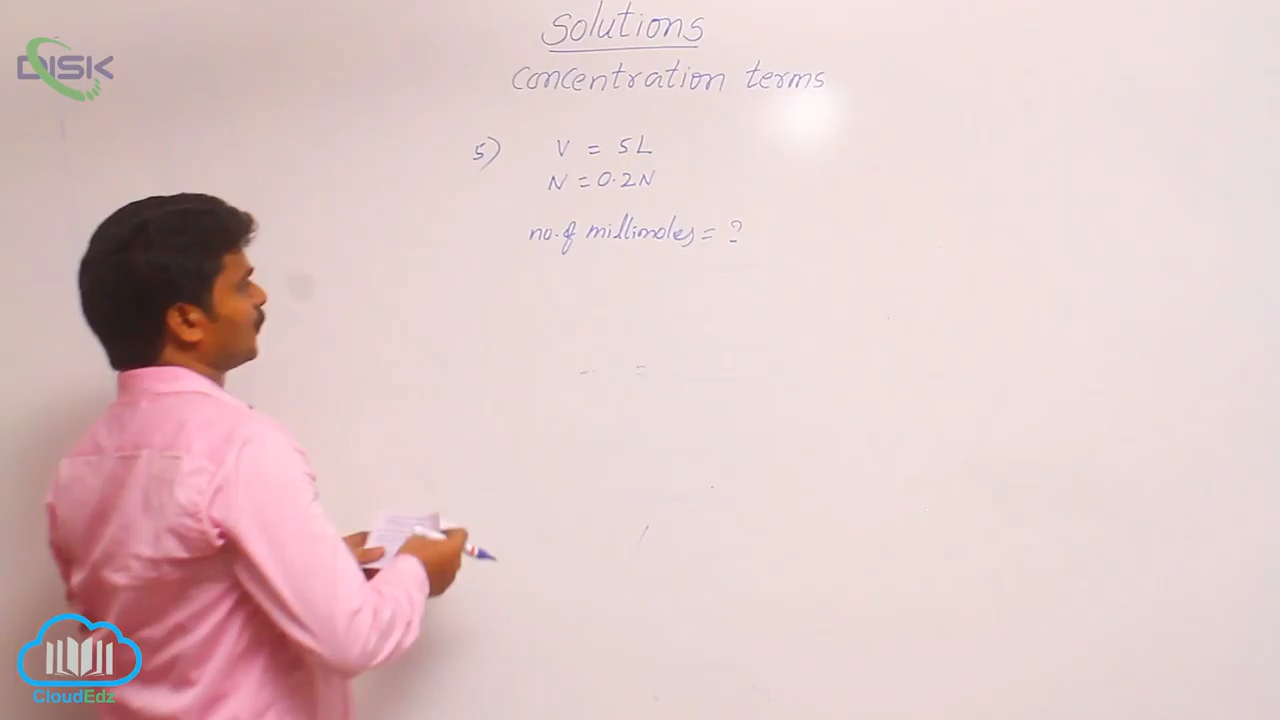 DISK
Solutions
Concentration terms
5) V = 5L
N = 0.2N
no. of millimoles = ?
CloudEdz